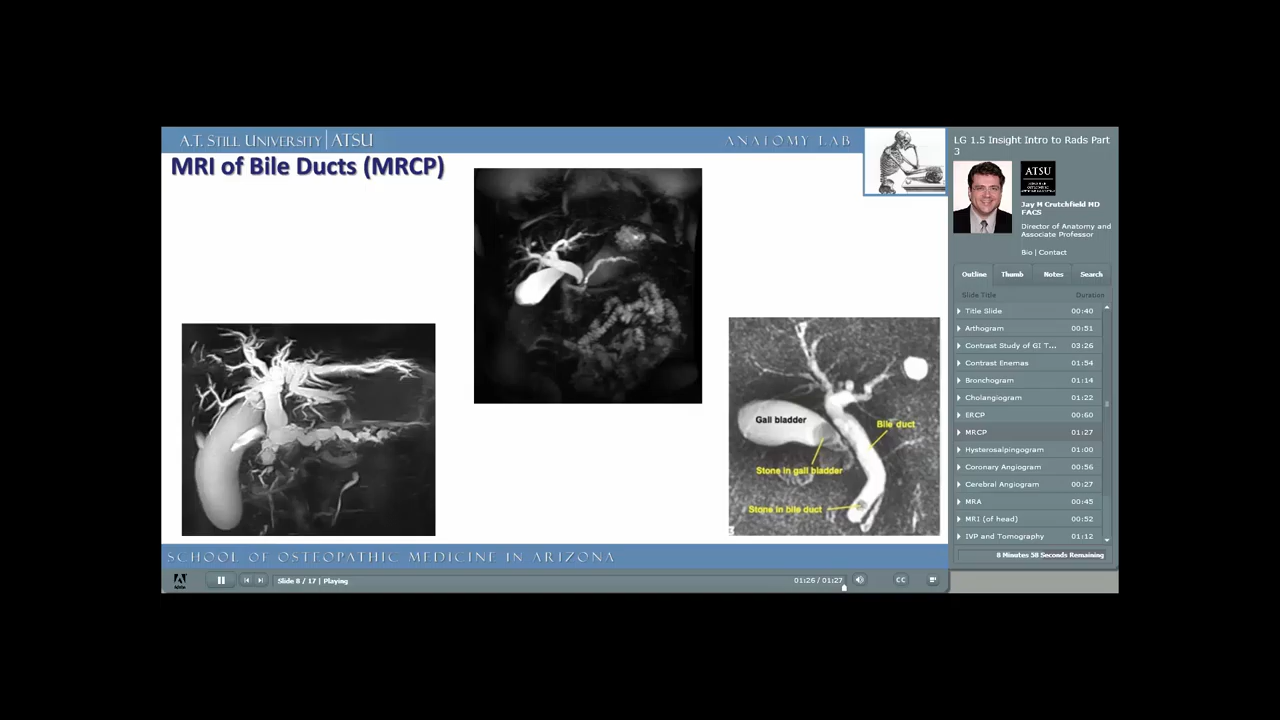 A.T. STILL UNIVERSITY | ATSU
ANATOMY LAB
MRI of Bile Ducts (MRCP)
Gall bladder
Bile duct
Stone in gall bladder
Stone in bile duct
SCHOOL OF OSTEOPATHIC MEDICINE IN ARIZONA
Slide 8 / 17 | Playing
01:26 / 01:27
CC
LG 1.5 Insight Intro to Rads Part
3
ATSU
Jay M Crutchfield MD
FACS
Director of Anatomy and
Associate Professor
Bio | Contact
Outline Thumb Notes Search
Slide Title Duration
Title Slide 00:40
Arthogram 00:51
Contrast Study of GI T... 03:26
Contrast Enemas 01:54
Bronchogram 01:14
Cholangiogram 01:22
ERCP 00:60
MRCP 01:27
Hysterosalpingogram 01:00
Coronary Angiogram 00:56
Cerebral Angiogram 00:27
MRA 00:45
MRI (of head) 00:52
IVP and Tomography 01:12
8 Minutes 58 Seconds Remaining